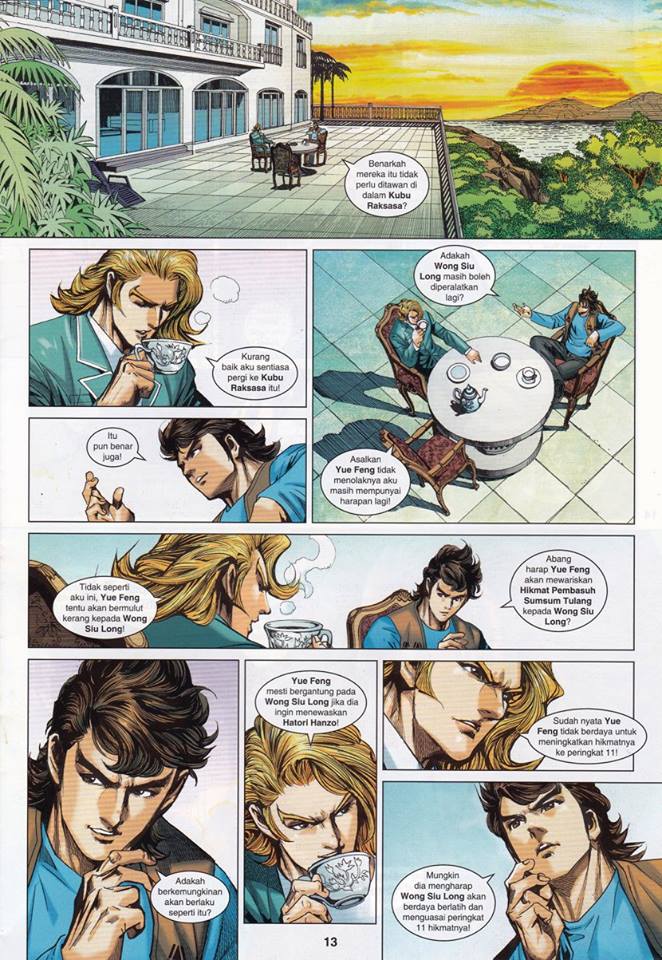 Benarkah
mereka itu tidak
perlu ditawan di
dalam Kubu
Raksasa?
Kurang
baik aku sentiasa
pergi ke Kubu
Raksasa itu!
Adakah
Wong Siu
Long masih boleh
diperalatkan
lagi?
Itu
pun benar
juga!
Asalkan
Yue Feng tidak
menolaknya aku
masih mempunyai
harapan lagi!
Tidak seperti
aku ini, Yue Feng
tentu akan bermulut
kerang kepada Wong
Siu Long!
Abang
harap Yue Feng
akan mewariskan
Hikmat Pembasuh
Sumsum Tulang
kepada Wong Siu
Long?
Adakah
berkemungkinan
akan berlaku
seperti itu?
Yue Feng
mesti bergantung pada
Wong Siu Long jika dia
ingin menewaskan
Hatori Hanzo!
Sudah nyata Yue
Feng tidak berdaya untuk
meningkatkan hikmatnya
ke peringkat 11!
Mungkin
dia mengharap
Wong Siu Long akan
berdaya berlatih dan
menguasai peringkat
11 hikmatnya!
13